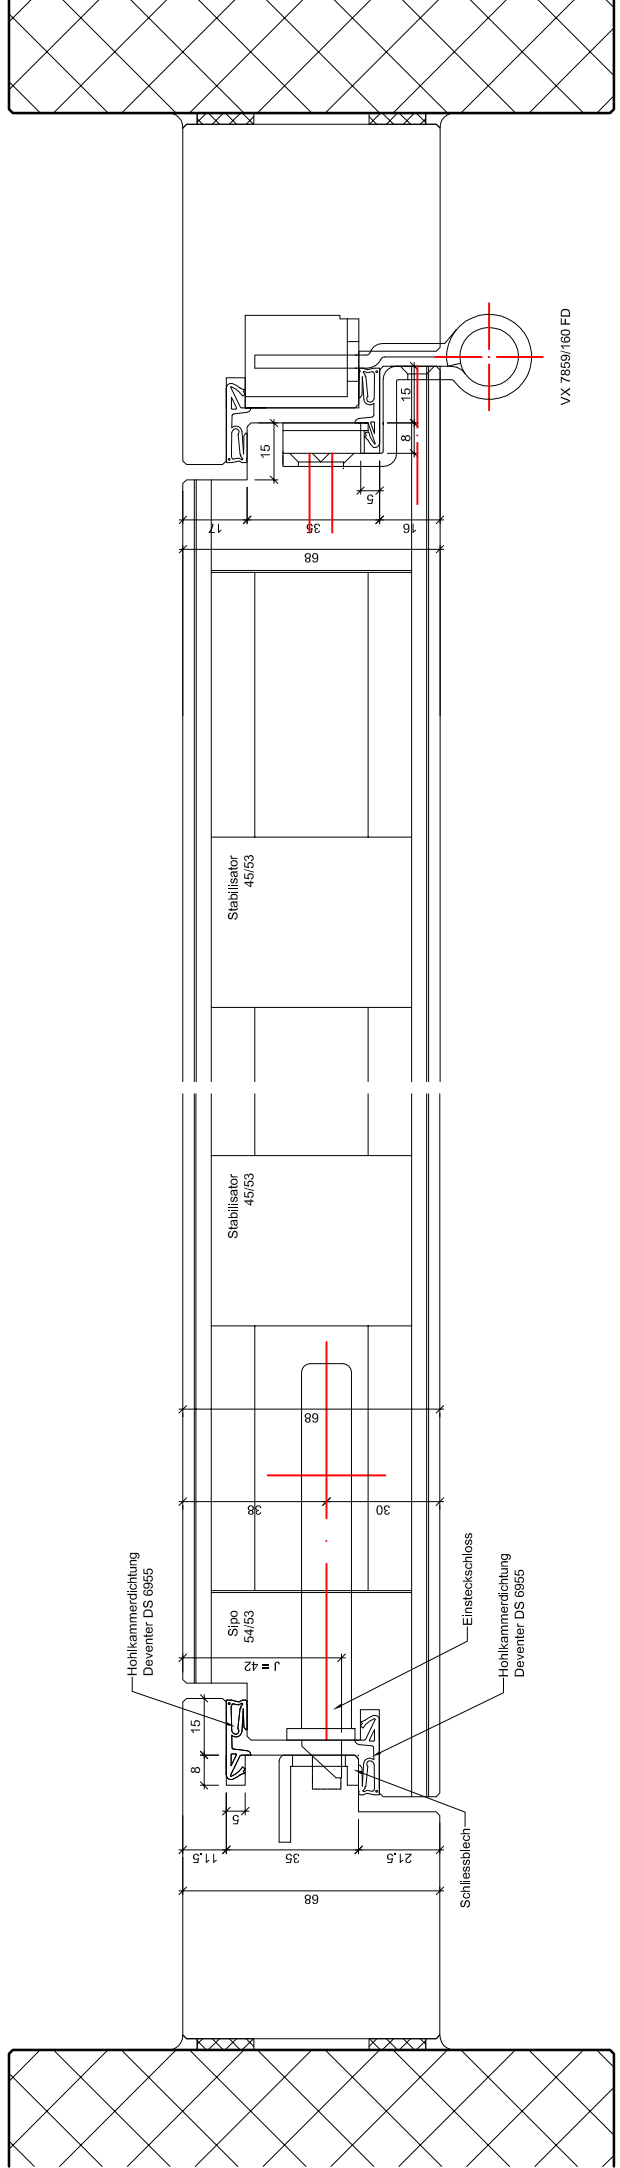 VX 7859/160 FD
15
8
15
5
17
35
16
68
Stabilisator
45/53
Stabilisator
45/53
68
38
30
Hohlkammerdichtung
Deventer DS 6955
Sipo
54/53
J = 42
Einsteckschloss
Hohlkammerdichtung
Deventer DS 6955
15
8
5
11.5
35
21.5
Schliessblech
68